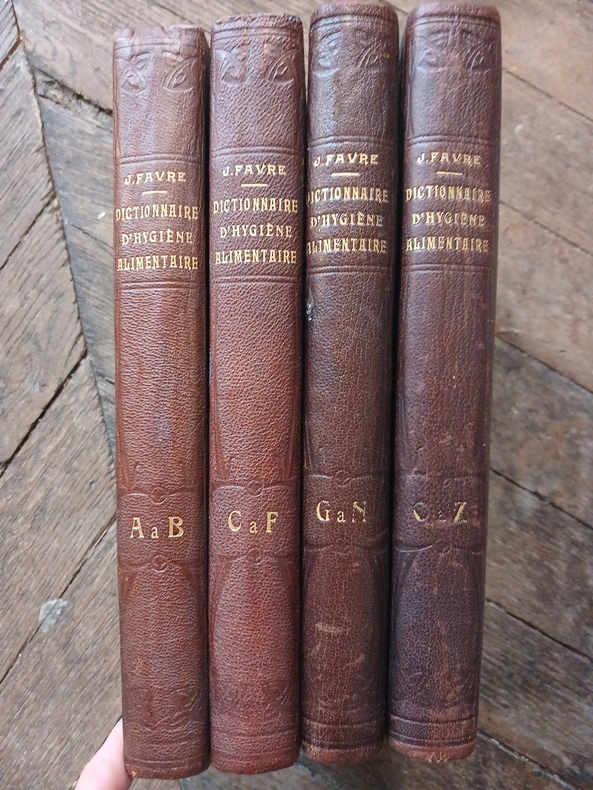 J. FAVRE
DICTIONNAIRE
D'HYGIÈNE
ALIMENTAIRE
A a B
J. FAVRE
DICTIONNAIRE
D'HYGIÈNE
ALIMENTAIRE
C a F
J. FAVRE
DICTIONNAIRE
D'HYGIÈNE
ALIMENTAIRE
G a N
J. FAVRE
DICTIONNAIRE
D'HYGIÈNE
ALIMENTAIRE
a Z